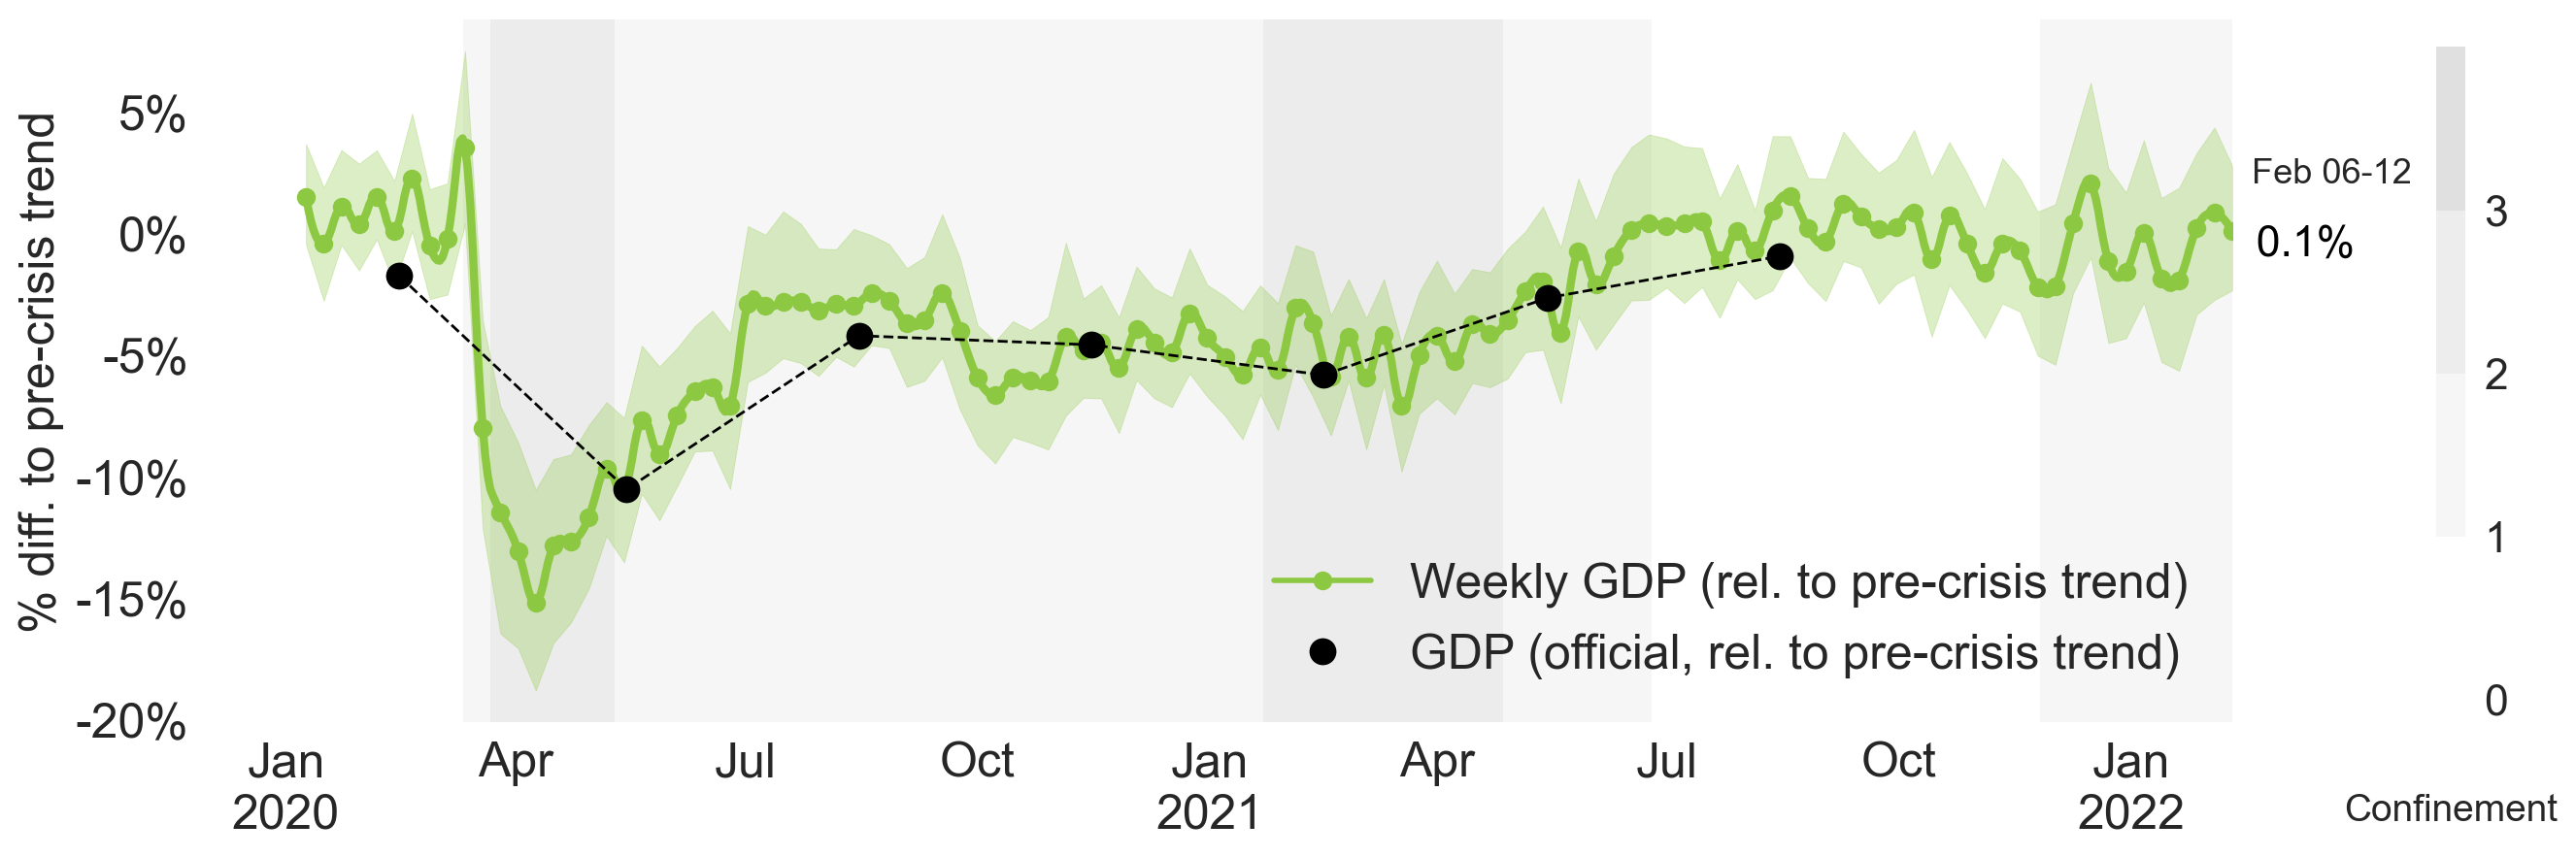 % diff. to pre-crisis trend
5%
0%
-5%
-10%
-15%
-20%
Jan
2020
Apr
Jul
Oct
Jan
2021
Apr
Jul
Oct
Jan
2022
Weekly GDP (rel. to pre-crisis trend)
GDP (official, rel. to pre-crisis trend)
Feb 06-12
0.1%
3
2
1
0
Confinement